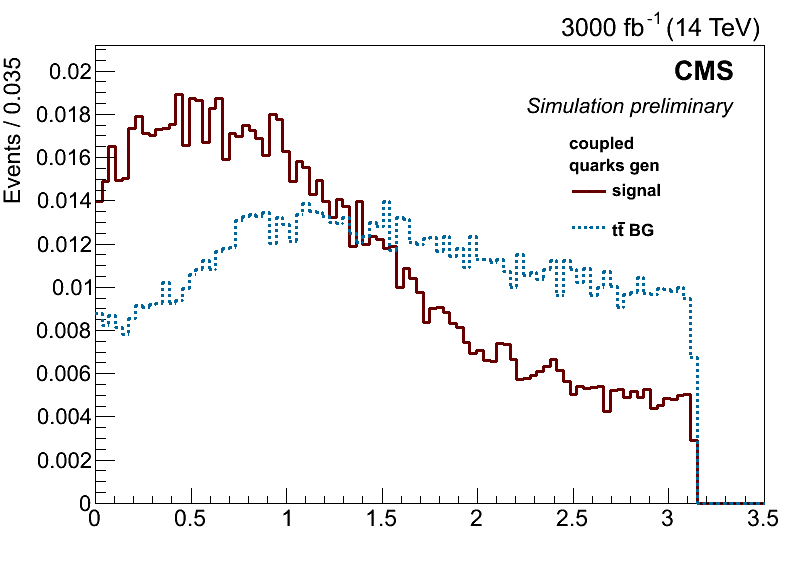 3000 fb⁻¹ (14 TeV)
Events / 0.035
CMS
Simulation preliminary
coupled
quarks gen
signal
tt̄ BG
0.02
0.018
0.016
0.014
0.012
0.01
0.008
0.006
0.004
0.002
0
0 0.5 1 1.5 2 2.5 3 3.5